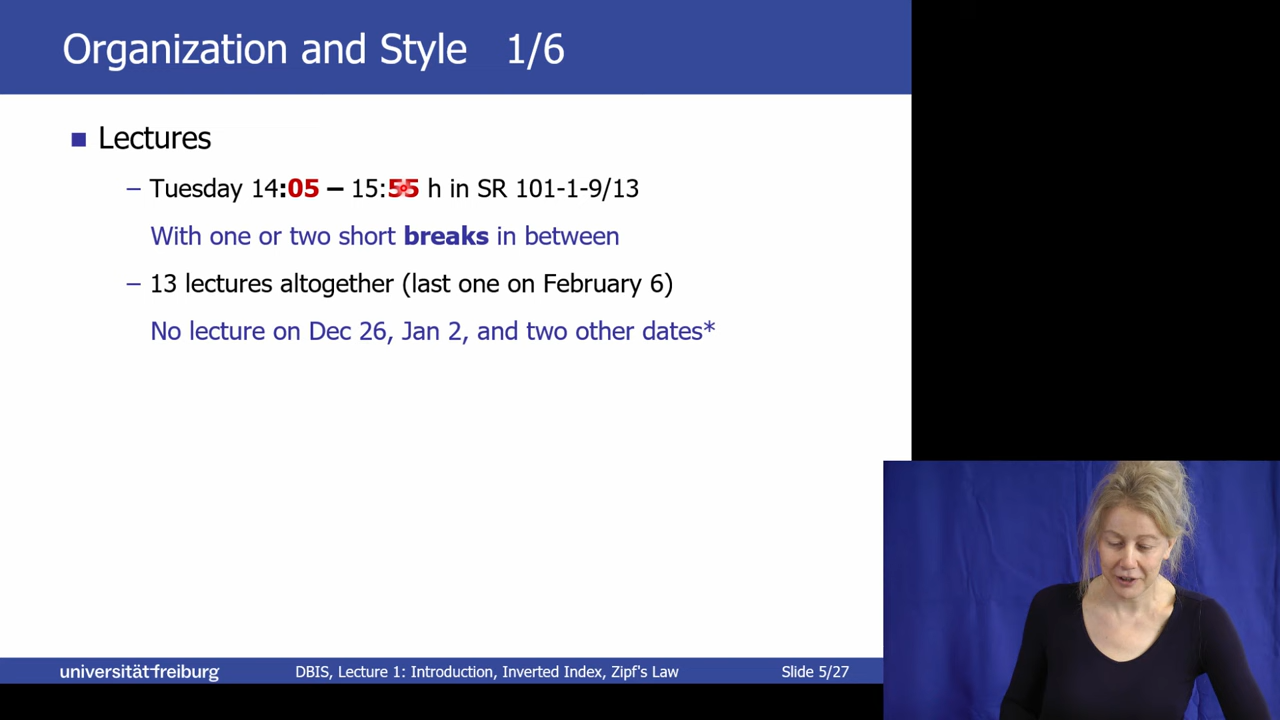 Organization and Style 1/6
Lectures
– Tuesday 14:05 – 15:55 h in SR 101-1-9/13
With one or two short breaks in between
– 13 lectures altogether (last one on February 6)
No lecture on Dec 26, Jan 2, and two other dates*
universität freiburg
DBIS, Lecture 1: Introduction, Inverted Index, Zipf's Law
Slide 5/27